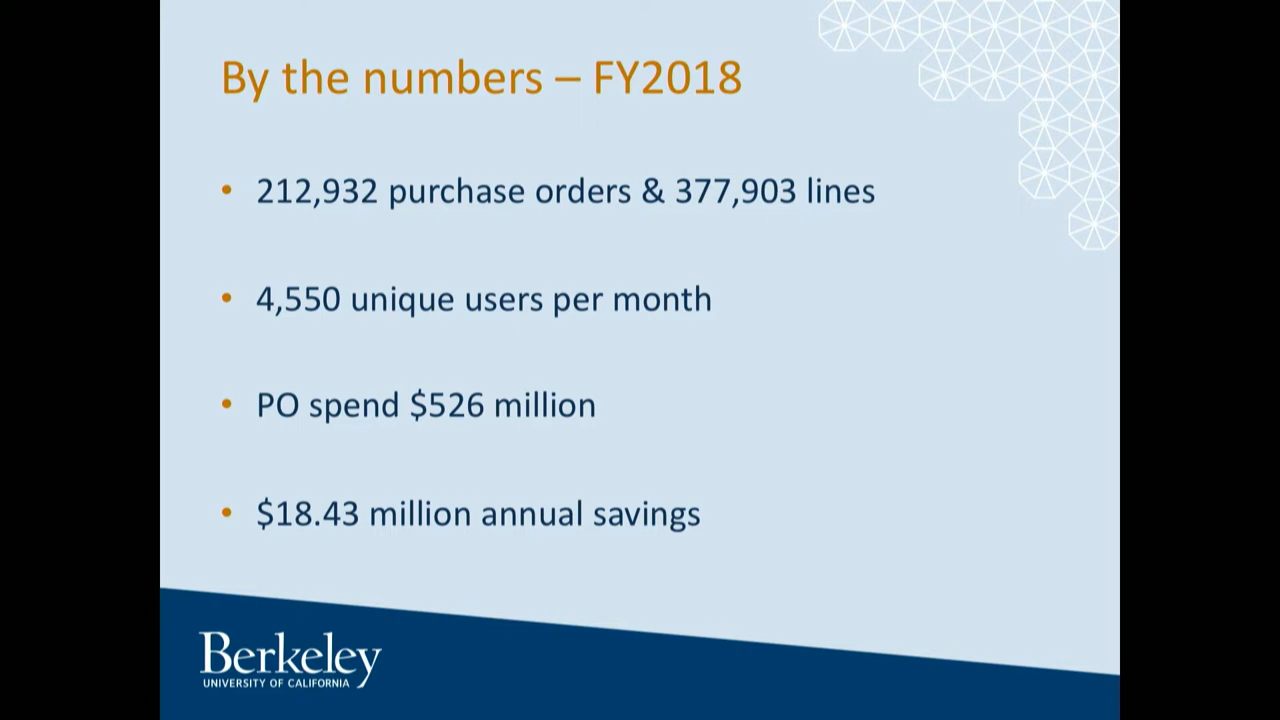 By the numbers – FY2018
• 212,932 purchase orders & 377,903 lines
• 4,550 unique users per month
• PO spend $526 million
• $18.43 million annual savings
Berkeley
UNIVERSITY OF CALIFORNIA